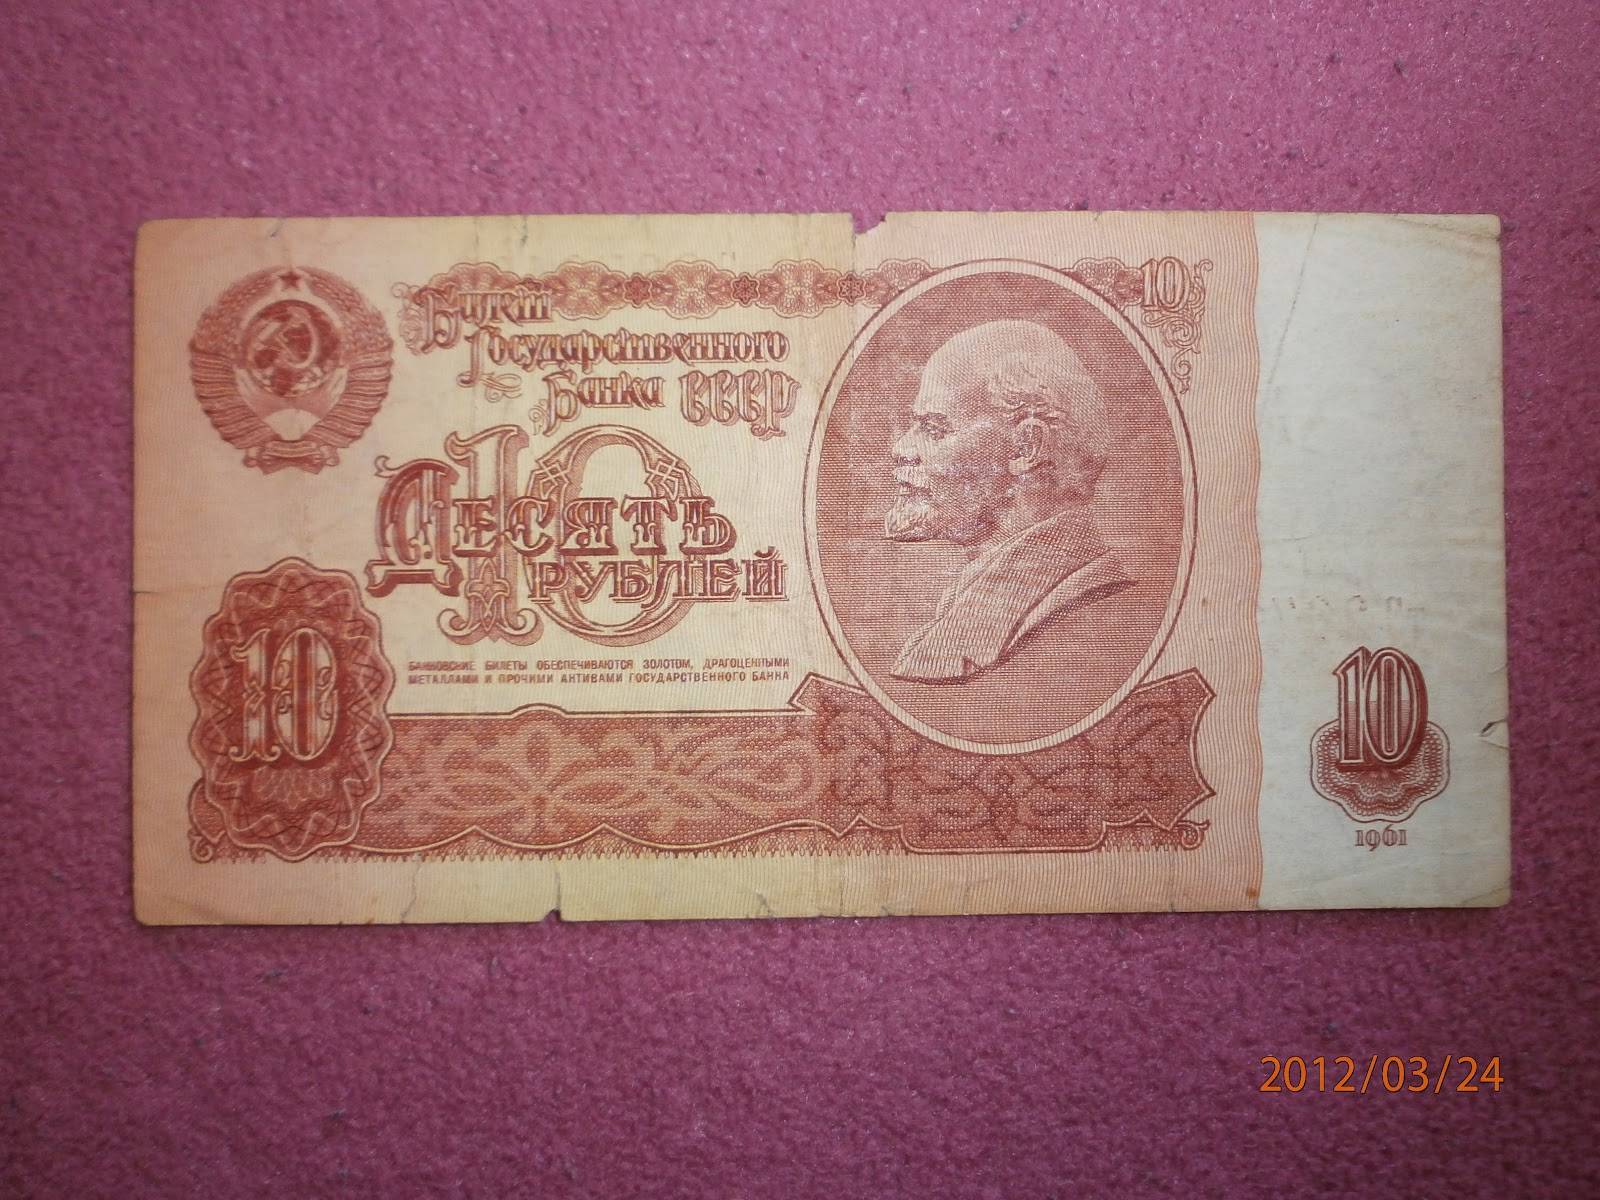 Билет
Государственного
Банка СССР
10
10
Десять
рублей
10
БАНКОВСКИЕ БИЛЕТЫ ОБЕСПЕЧИВАЮТСЯ ЗОЛОТОМ, ДРАГОЦЕННЫМИ
МЕТАЛЛАМИ И ПРОЧИМИ АКТИВАМИ ГОСУДАРСТВЕННОГО БАНКА
10
1961
2012/03/24